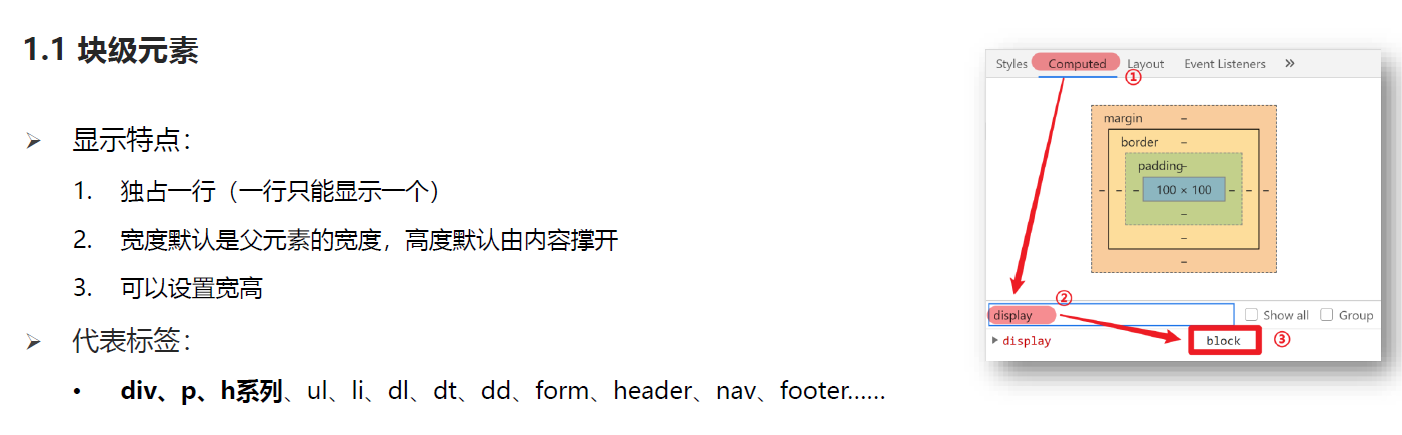 1.1 块级元素
➢ 显示特点：
1. 独占一行（一行只能显示一个）
2. 宽度默认是父元素的宽度，高度默认由内容撑开
3. 可以设置宽高
➢ 代表标签：
• div、p、h系列、ul、li、dl、dt、dd、form、header、nav、footer……
Styles Computed Layout Event Listeners »
①
margin –
border –
padding-
– – – 100 × 100 – – –
–
–
–
②
display Show all Group
display block ③